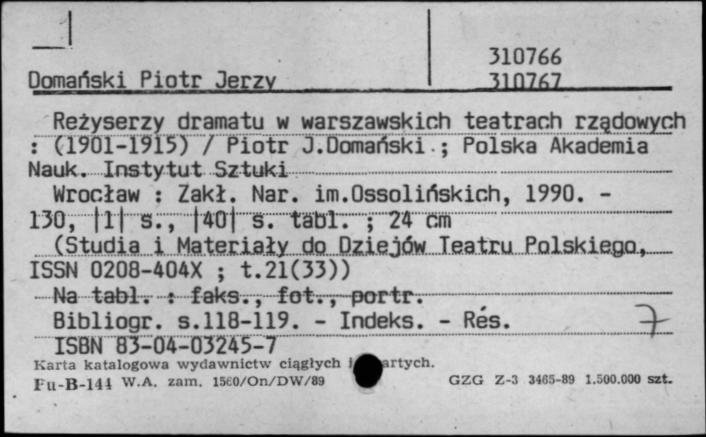 310766
Domański Piotr Jerzy 310767
Reżyserzy dramatu w warszawskich teatrach rządowych
: (1901-1915) / Piotr J.Domański ; Polska Akademia
Nauk. Instytut Sztuki
Wrocław : Zakł. Nar. im.Ossolińskich, 1990. -
130, |1| s., |40| s. tabl. ; 24 cm
(Studia i Materiały do Dziejów Teatru Polskiego,
ISSN 0208-404X ; t.21(33))
Na tabl. : faks., fot., portr.
Bibliogr. s.118-119. - Indeks. - Rés. 7
ISBN 83-04-03245-7
Karta katalogowa wydawnictw ciągłych
Fu-B-144 W.A. zam. 1560/On/DW/89 GZG Z-3 3465-89 1.500.000 szt.